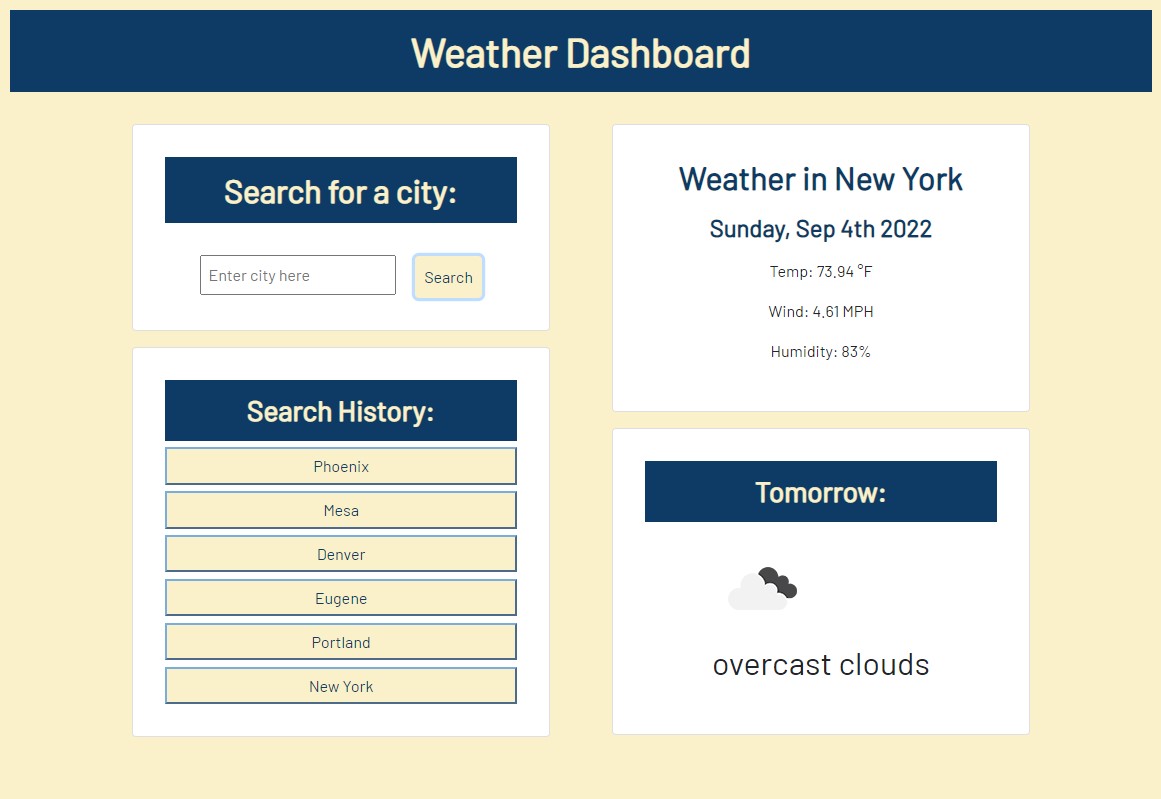 Weather Dashboard
Search for a city:
Enter city here
Search
Search History:
Phoenix
Mesa
Denver
Eugene
Portland
New York
Weather in New York
Sunday, Sep 4th 2022
Temp: 73.94 °F
Wind: 4.61 MPH
Humidity: 83%
Tomorrow:
overcast clouds